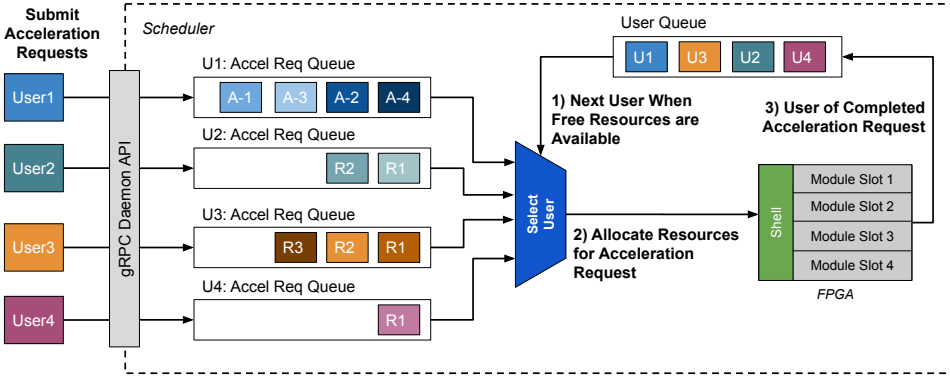 Submit
Acceleration
Requests
Scheduler
User Queue
U1: Accel Req Queue
U1 U3 U2 U4
User1
A-1 A-3 A-2 A-4
1) Next User When
Free Resources are
Available
3) User of Completed
Acceleration Request
U2: Accel Req Queue
User2
R2 R1
gRPC Daemon API
Select
User
Shell
Module Slot 1
Module Slot 2
Module Slot 3
Module Slot 4
FPGA
U3: Accel Req Queue
User3
R3 R2 R1
2) Allocate Resources
for Acceleration
Request
U4: Accel Req Queue
User4
R1